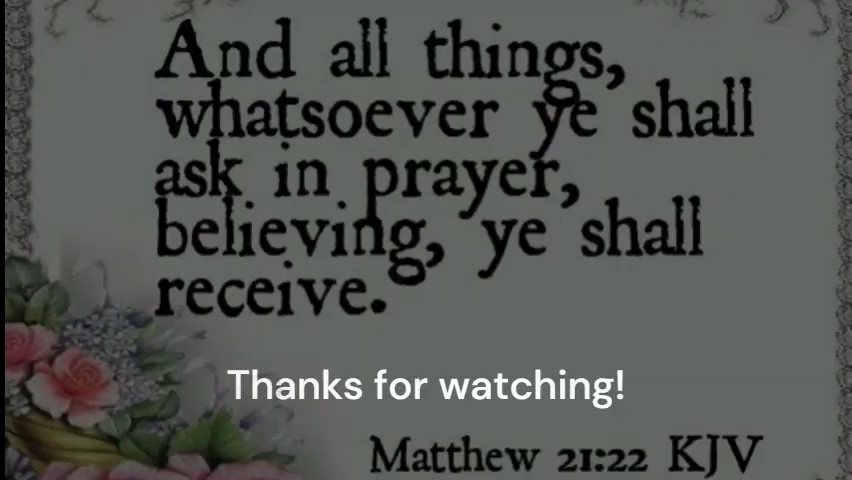 And all things,
whatsoever ye shall
ask in prayer,
believing, ye shall
receive.
Thanks for watching!
Matthew 21:22 KJV